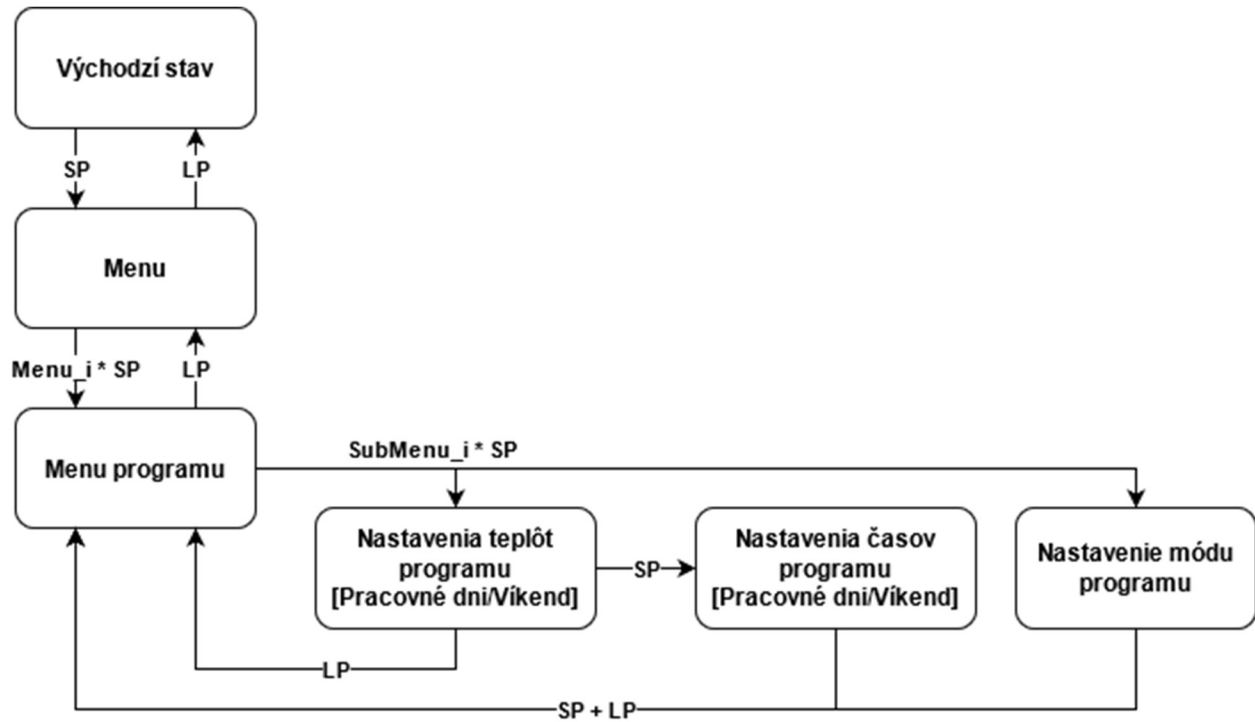 Východzí stav
SP
LP
Menu
Menu_i * SP
LP
Menu programu
SubMenu_i * SP
Nastavenia teplôt
programu
[Pracovné dni/Víkend]
SP
Nastavenia časov
programu
[Pracovné dni/Víkend]
Nastavenie módu
programu
LP
SP + LP